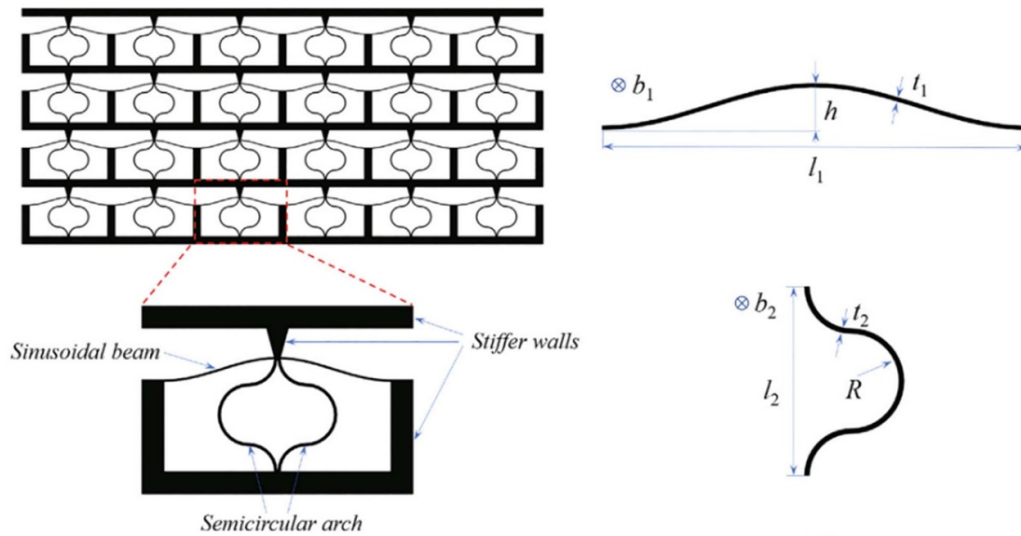 ⊗ b₁
t₁
h
l₁
Sinusoidal beam
Stiffer walls
Semicircular arch
⊗ b₂
t₂
l₂
R